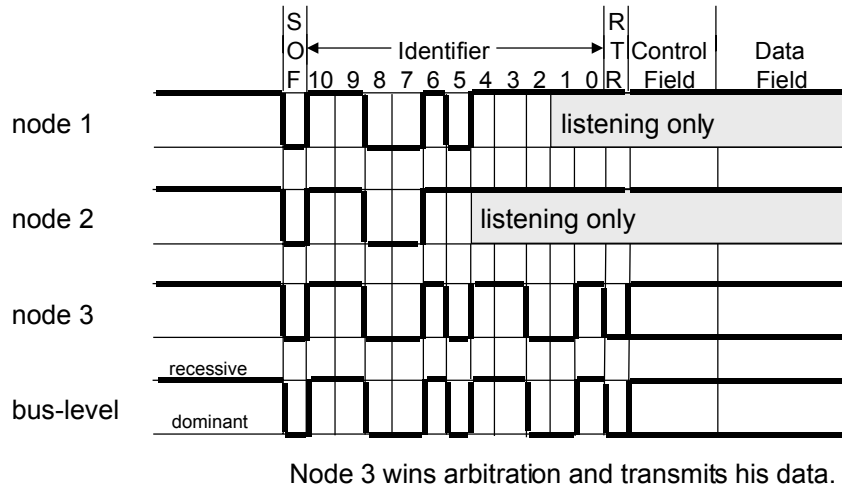 S R
O Identifier T Control Data
F 10 9 8 7 6 5 4 3 2 1 0 R Field Field
node 1 listening only
node 2 listening only
node 3
recessive
bus-level
dominant
Node 3 wins arbitration and transmits his data.